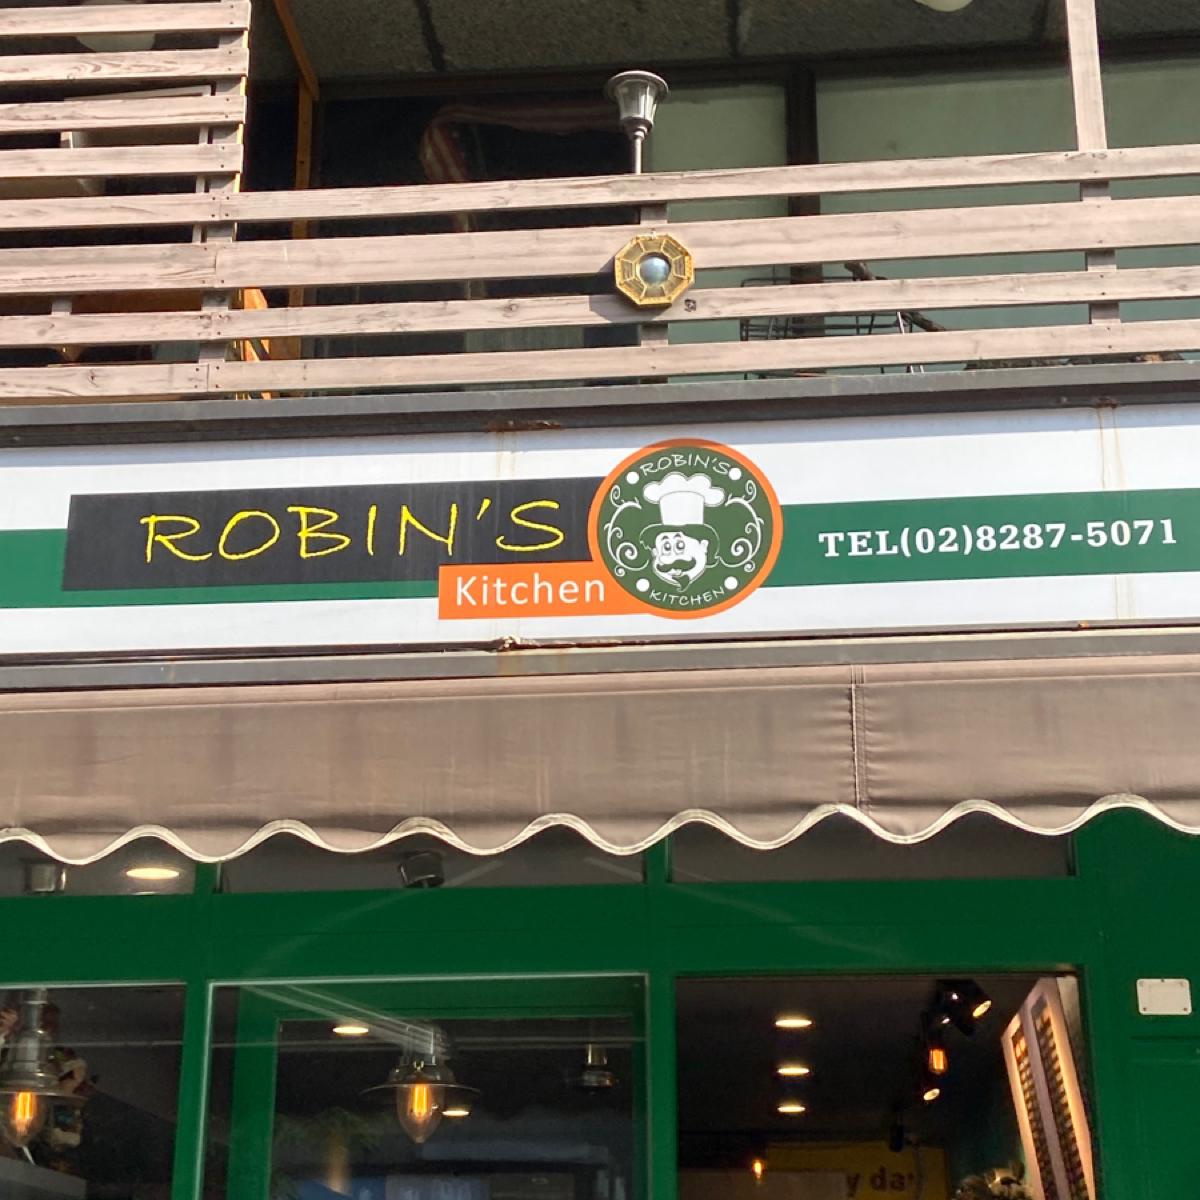 ROBIN'S
Kitchen
ROBIN'S
KITCHEN
TEL(02)8287-5071